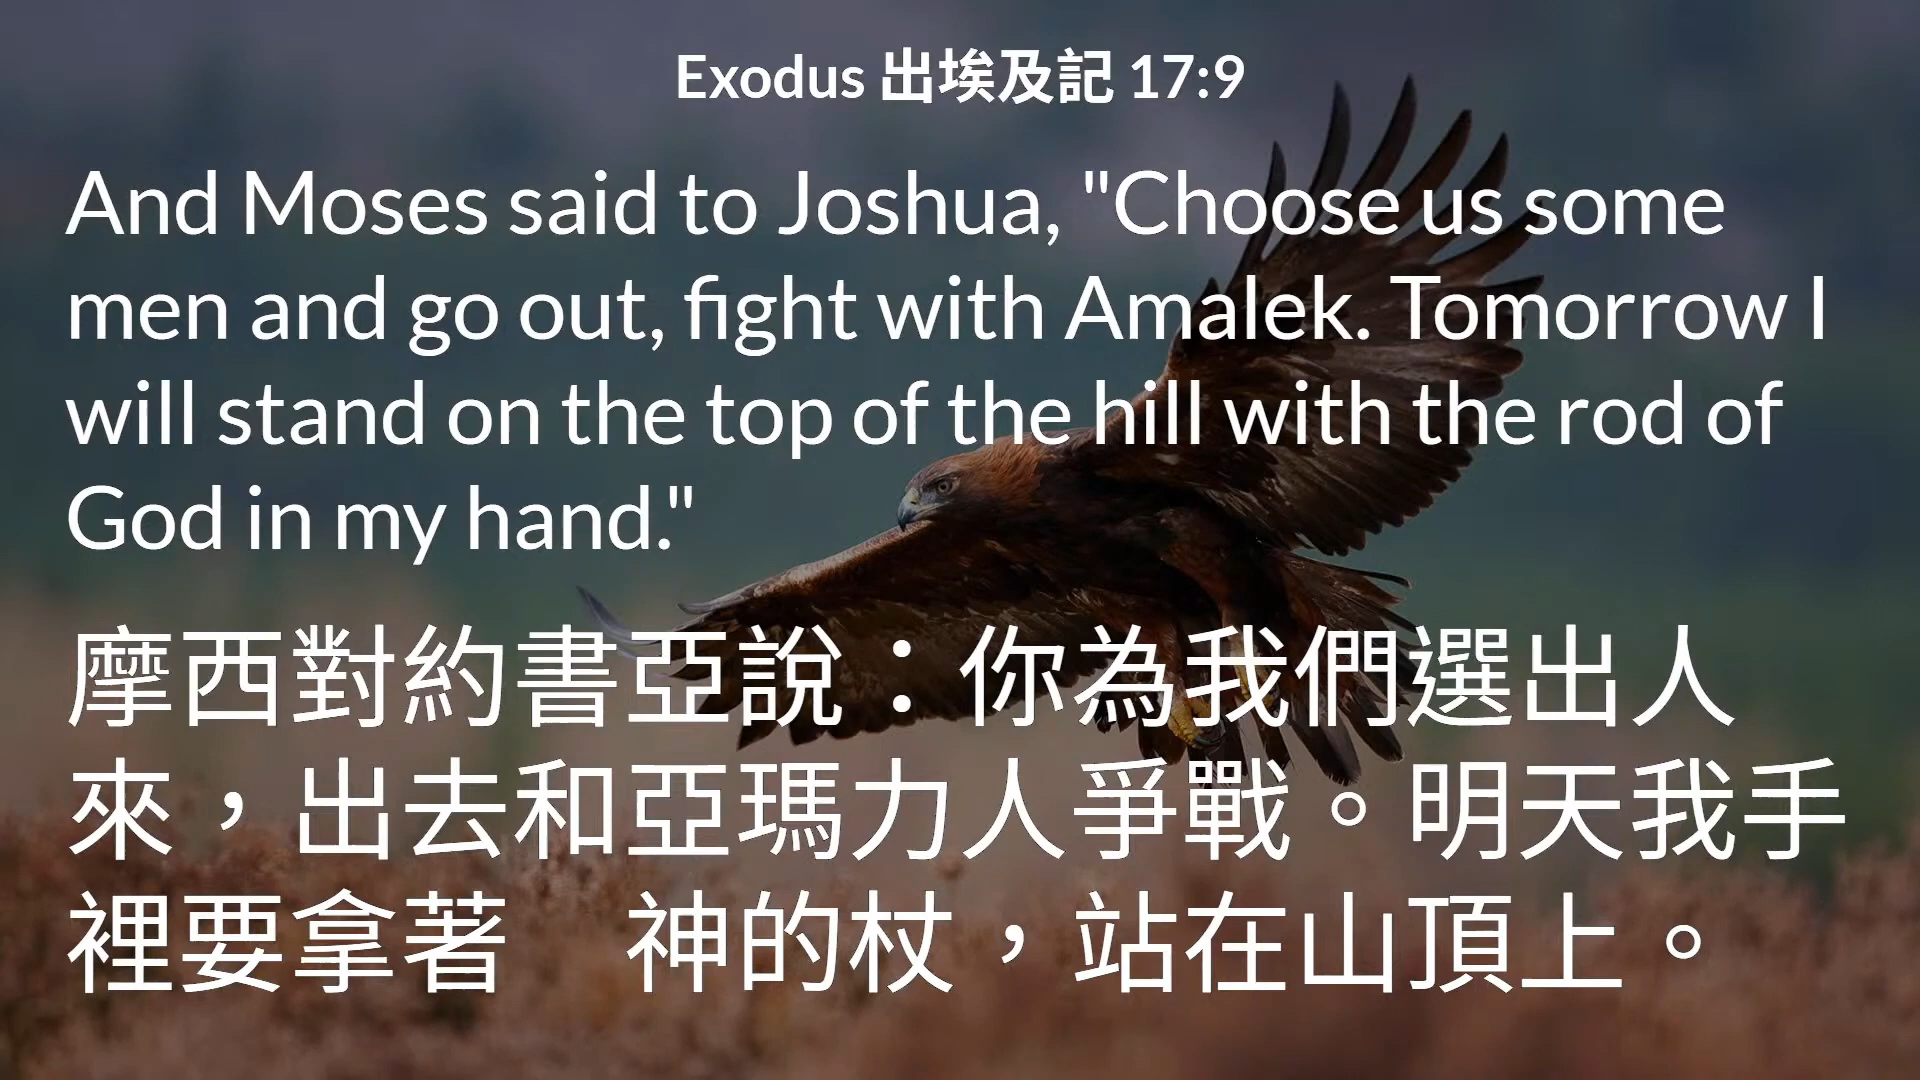 Exodus 出埃及記 17:9
And Moses said to Joshua, "Choose us some
men and go out, fight with Amalek. Tomorrow I
will stand on the top of the hill with the rod of
God in my hand."
摩西對約書亞說：你為我們選出人
來，出去和亞瑪力人爭戰。明天我手
裡要拿著　神的杖，站在山頂上。